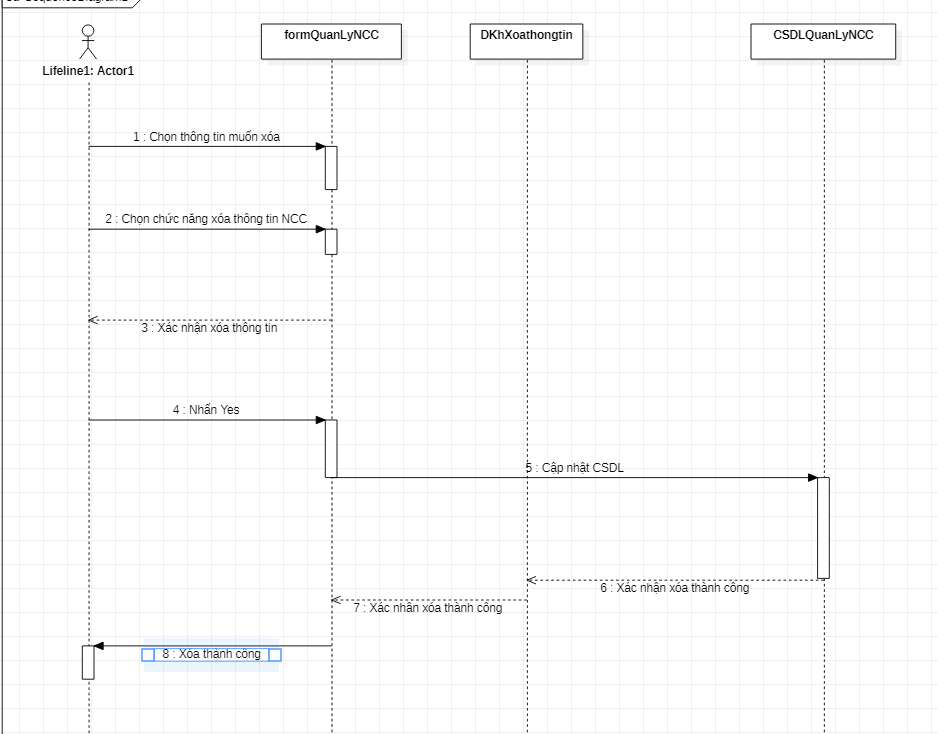 formQuanLyNCC
DKhXoathongtin
CSDLQuanLyNCC
Lifeline1: Actor1
1 : Chọn thông tin muốn xóa
2 : Chọn chức năng xóa thông tin NCC
3 : Xác nhận xóa thông tin
4 : Nhấn Yes
5 : Cập nhật CSDL
6 : Xác nhận xóa thành công
7 : Xác nhân xóa thành công
8 : Xóa thành công